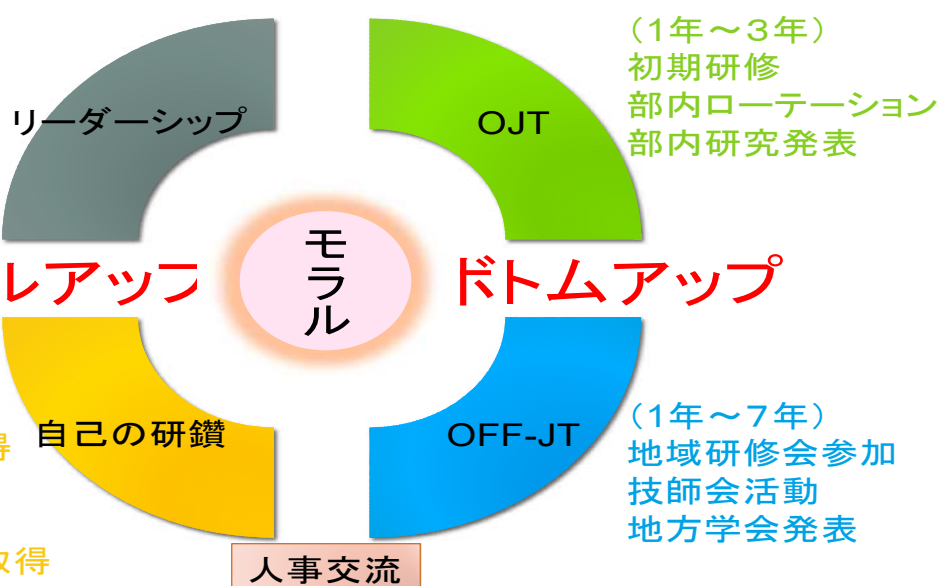 リーダーシップ
OJT
（1年～３年）
初期研修
部内ローテーション
部内研究発表
モラル
アップ
トムアップ
自己の研鑽
得
取得
OFF-JT
（1年～７年）
地域研修会参加
技師会活動
地方学会発表
人事交流